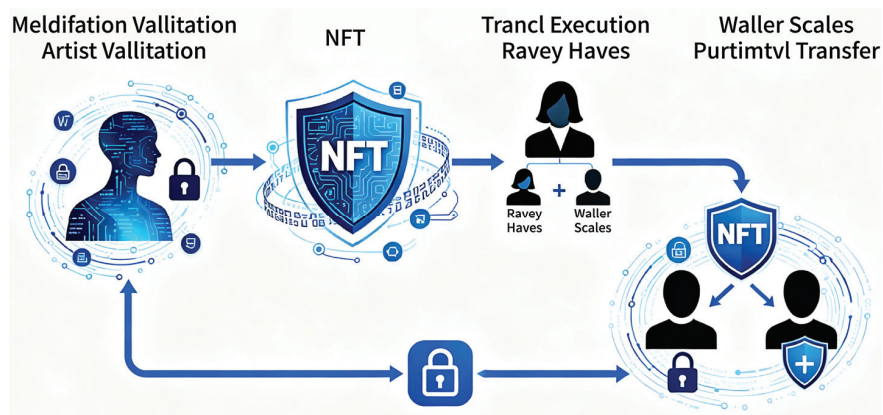 Meldifation Vallitation
Artist Vallitation
NFT
Trancl Execution
Ravey Haves
Waller Scales
Purtimtvl Transfer
NFT
Ravey
Haves
Waller
Scales
NFT